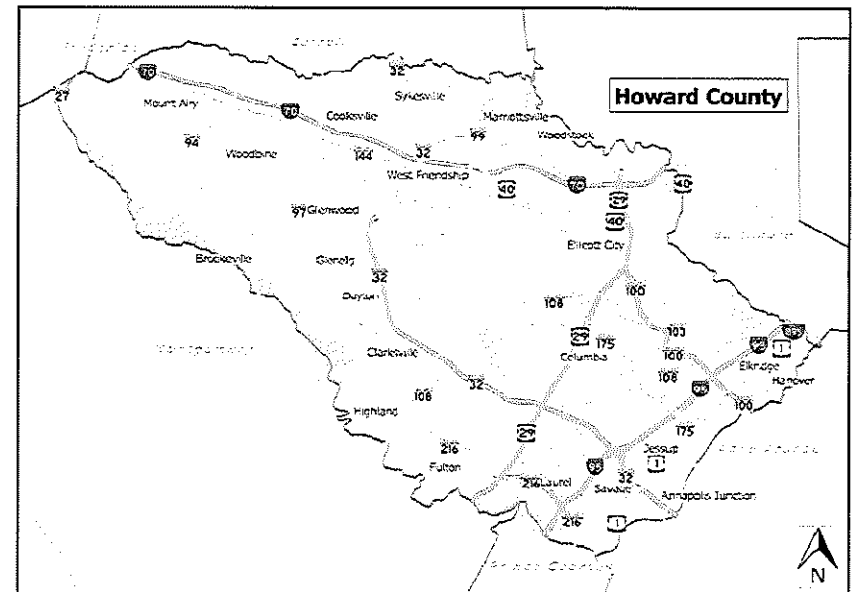 Howard County
70
32
27
Mount Airy
Sykesville
70
Cooksville
Marriottsville
99
Woodstock
94
Woodbine
144
32
West Friendship
40
70
40
29
40
97
Glenwood
Ellicott City
Brookeville
Glenelg
32
Dayton
108
100
29
175
103
Columbia
100
95
1
Elkridge
Hanover
Clarksville
108
32
108
95
100
Highland
29
175
216
Jessup
Fulton
95
1
216
Laurel
Savage
32
Annapolis Junction
216
1
N